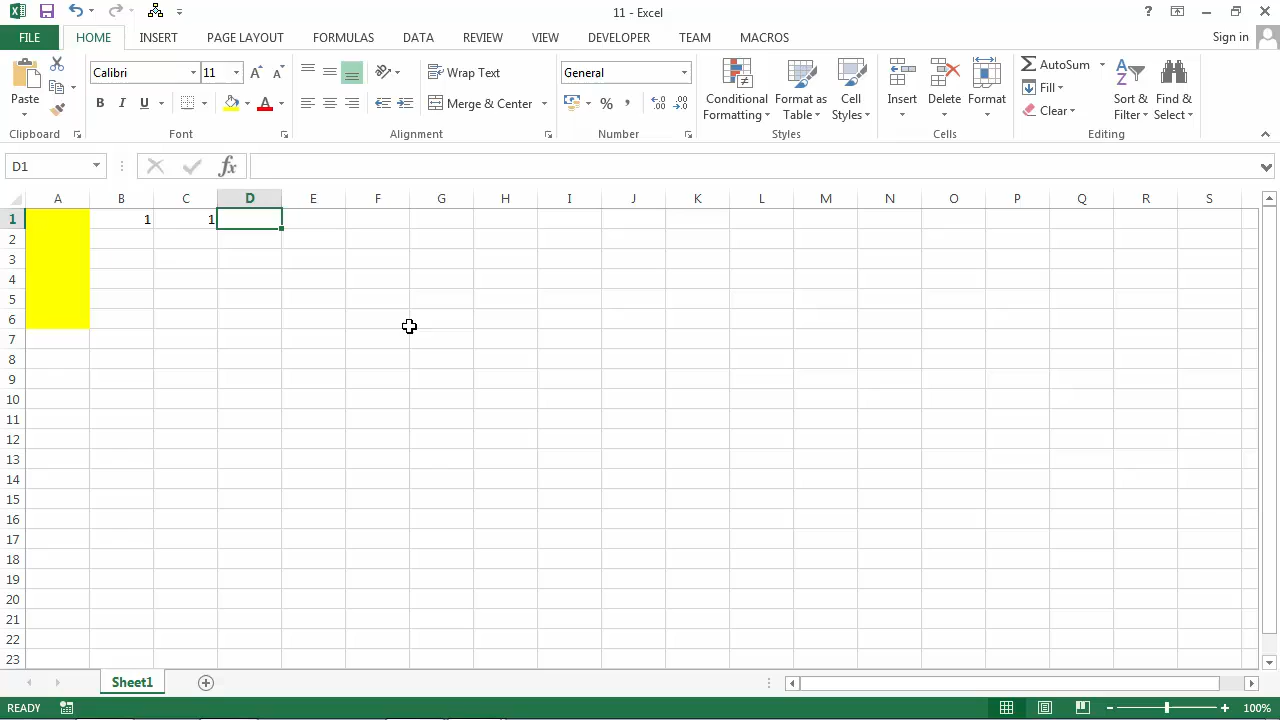 11 - Excel
?
FILE HOME INSERT PAGE LAYOUT FORMULAS DATA REVIEW VIEW DEVELOPER TEAM MACROS Sign in
Paste
Clipboard
Calibri 11
A A
B I U A
Font
Wrap Text
Merge & Center
Alignment
General
% ,
Number
Conditional Formatting
Format as Table
Cell Styles
Styles
Insert Delete Format
Cells
Σ AutoSum
Fill
Clear
Sort & Filter
Find & Select
Editing
D1 fx
A B C D E F G H I J K L M N O P Q R S
1 1 1
2
3
4
5
6
7
8
9
10
11
12
13
14
15
16
17
18
19
20
21
22
23
Sheet1
READY 100%